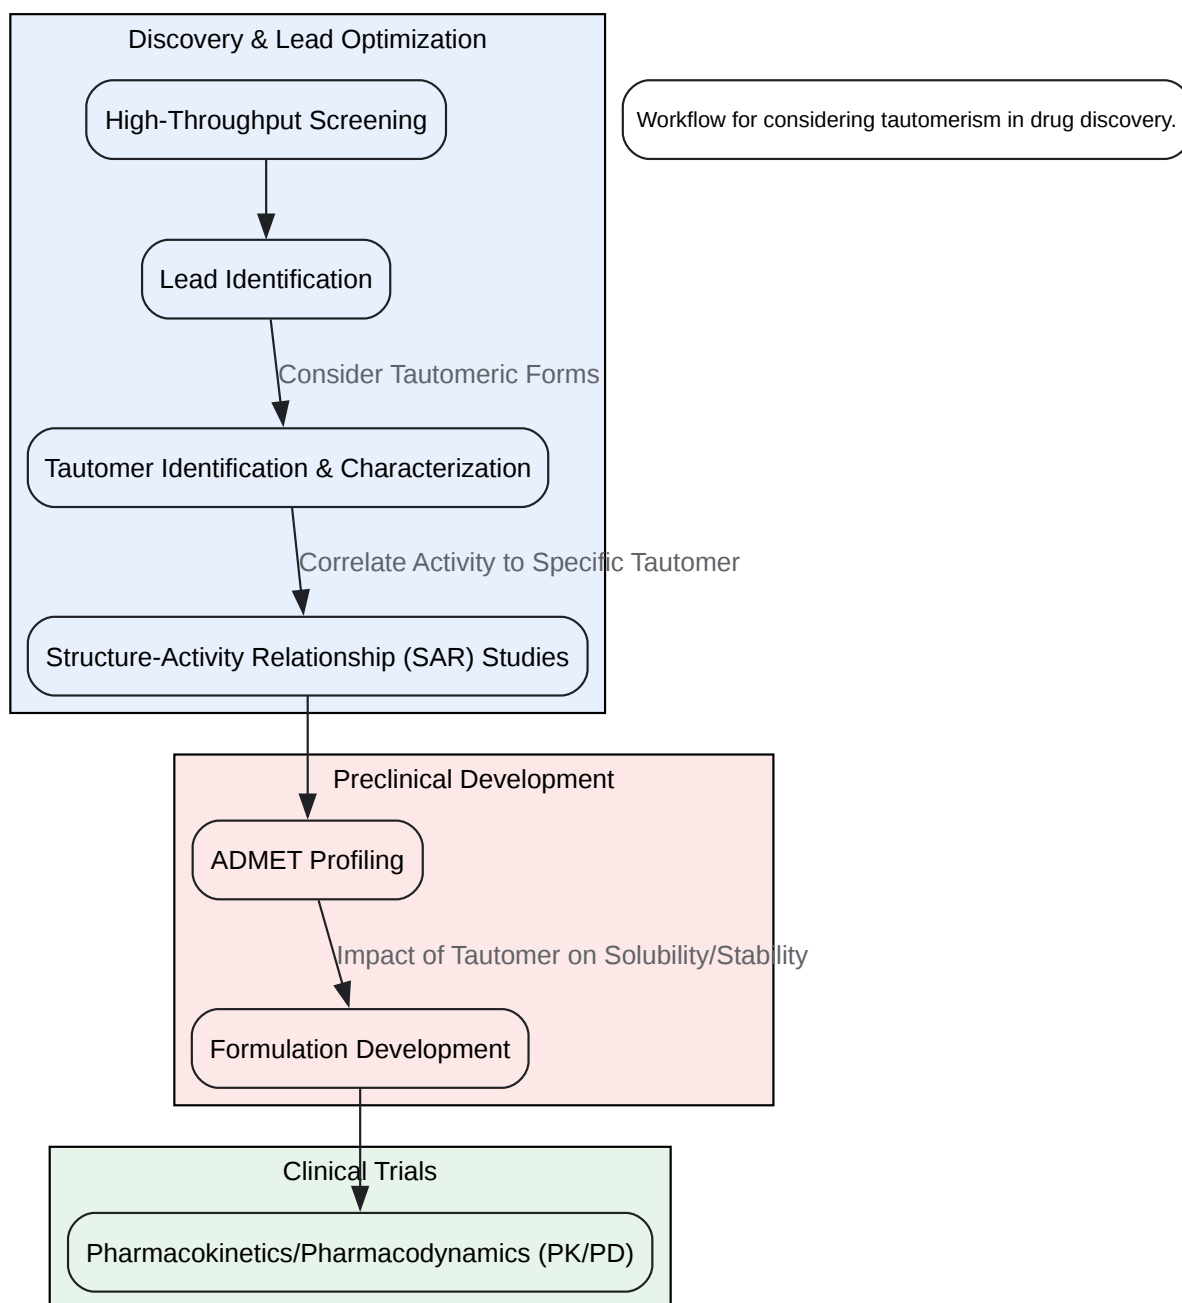 Discovery & Lead Optimization
High-Throughput Screening
Workflow for considering tautomerism in drug discovery.
Lead Identification
Consider Tautomeric Forms
Tautomer Identification & Characterization
Correlate Activity to Specific Tautomer
Structure-Activity Relationship (SAR) Studies
Preclinical Development
ADMET Profiling
Impact of Tautomer on Solubility/Stability
Formulation Development
Clinical Trials
Pharmacokinetics/Pharmacodynamics (PK/PD)